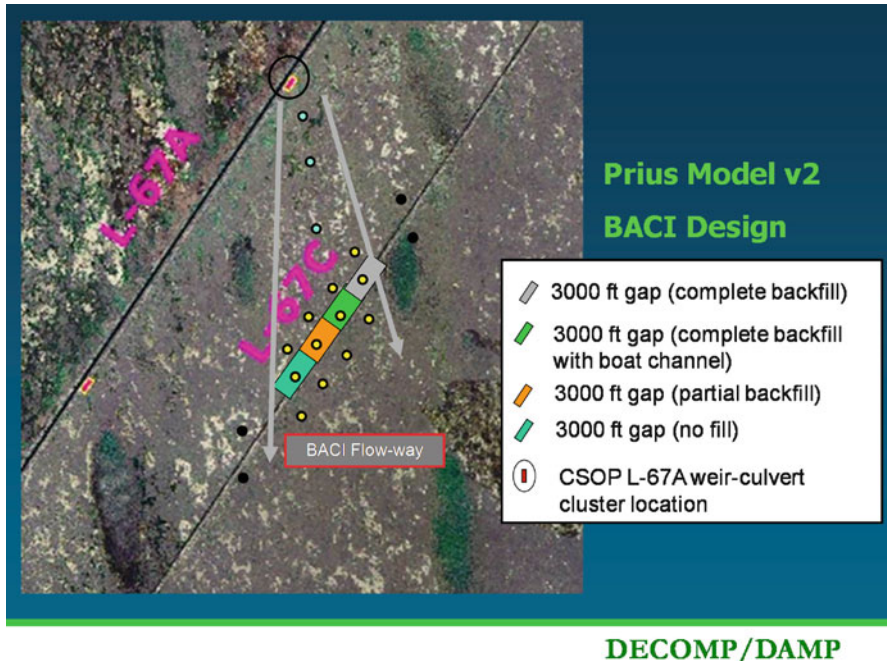 L-67A
L-67C
BACI Flow-way
Prius Model v2
BACI Design
3000 ft gap (complete backfill)
3000 ft gap (complete backfill
with boat channel)
3000 ft gap (partial backfill)
3000 ft gap (no fill)
CSOP L-67A weir-culvert
cluster location
DECOMP/DAMP